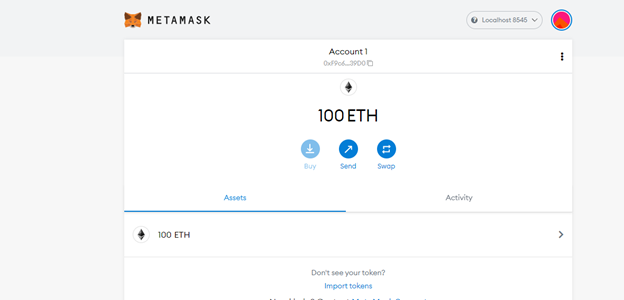 METAMASK
Localhost 8545
Account 1
0xF9c6...39D0
100 ETH
Buy
Send
Swap
Assets
Activity
100 ETH
Don't see your token?
Import tokens